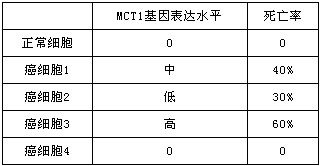 MCT1基因表达水平 死亡率
正常细胞 0 0
癌细胞1 中 40%
癌细胞2 低 30%
癌细胞3 高 60%
癌细胞4 0 0